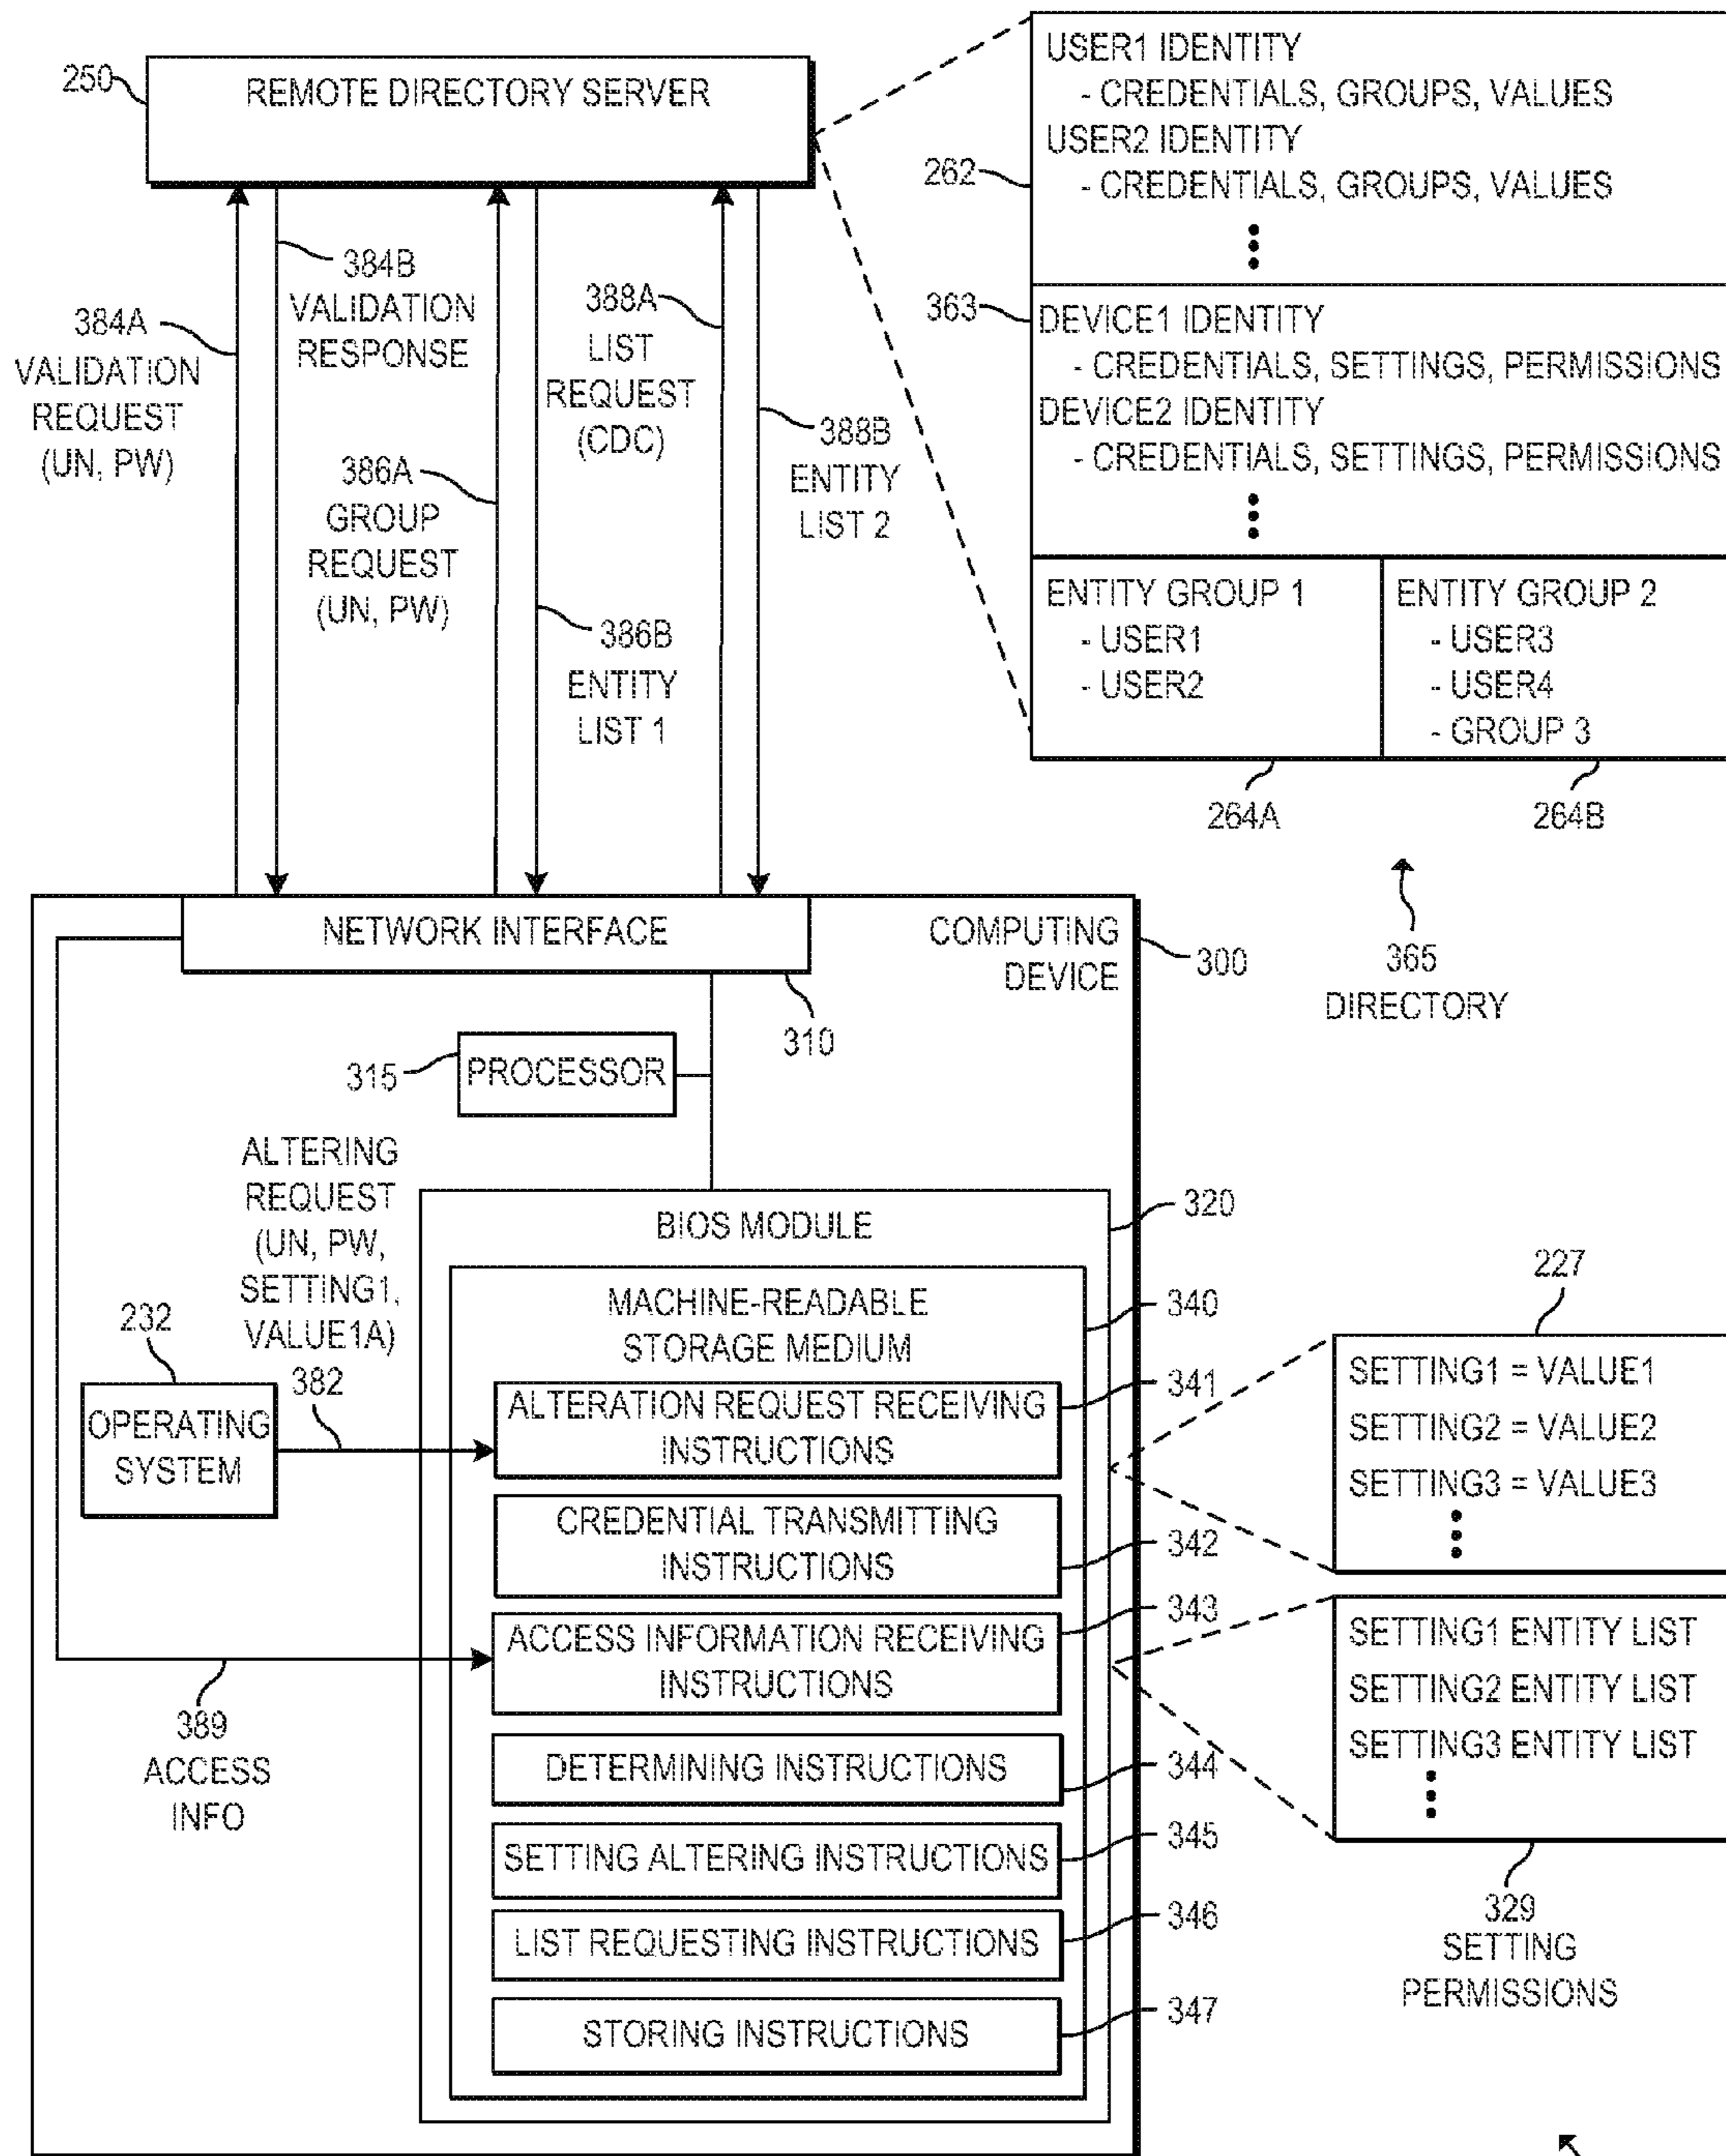 250
REMOTE DIRECTORY SERVER
USER1 IDENTITY
- CREDENTIALS, GROUPS, VALUES
USER2 IDENTITY
- CREDENTIALS, GROUPS, VALUES
262
363
DEVICE1 IDENTITY
- CREDENTIALS, SETTINGS, PERMISSIONS
DEVICE2 IDENTITY
- CREDENTIALS, SETTINGS, PERMISSIONS
ENTITY GROUP 1
- USER1
- USER2
ENTITY GROUP 2
- USER3
- USER4
- GROUP 3
264A
264B
365
DIRECTORY
384A
VALIDATION
REQUEST
(UN, PW)
384B
VALIDATION
RESPONSE
386A
GROUP
REQUEST
(UN, PW)
386B
ENTITY
LIST 1
388A
LIST
REQUEST
(CDC)
388B
ENTITY
LIST 2
NETWORK INTERFACE
310
COMPUTING
DEVICE
300
315
PROCESSOR
ALTERING
REQUEST
(UN, PW,
SETTING1,
VALUE1A)
382
232
OPERATING
SYSTEM
BIOS MODULE
320
MACHINE-READABLE
STORAGE MEDIUM
340
ALTERATION REQUEST RECEIVING
INSTRUCTIONS
341
CREDENTIAL TRANSMITTING
INSTRUCTIONS
342
ACCESS INFORMATION RECEIVING
INSTRUCTIONS
343
389
ACCESS
INFO
DETERMINING INSTRUCTIONS
344
SETTING ALTERING INSTRUCTIONS
345
LIST REQUESTING INSTRUCTIONS
346
STORING INSTRUCTIONS
347
227
SETTING1 = VALUE1
SETTING2 = VALUE2
SETTING3 = VALUE3
SETTING1 ENTITY LIST
SETTING2 ENTITY LIST
SETTING3 ENTITY LIST
329
SETTING
PERMISSIONS